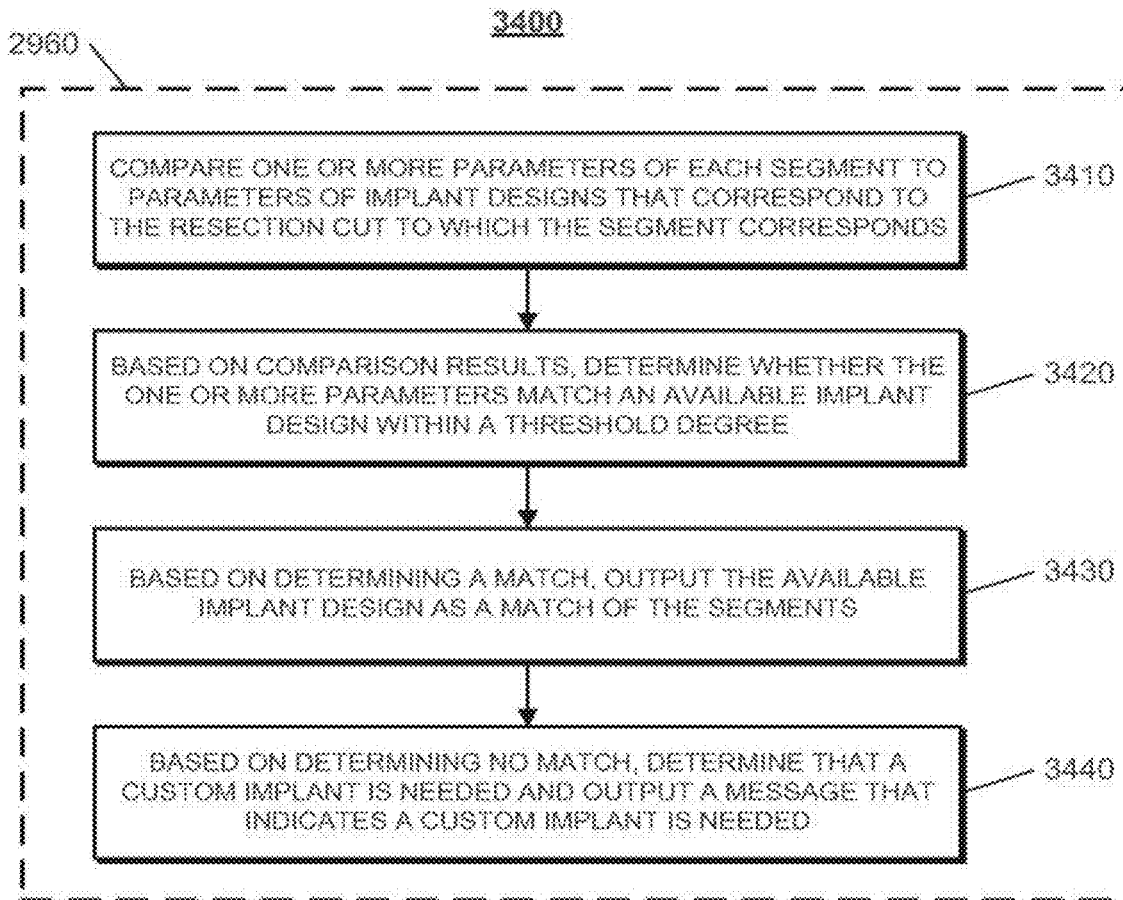 3400
2960
COMPARE ONE OR MORE PARAMETERS OF EACH SEGMENT TO
PARAMETERS OF IMPLANT DESIGNS THAT CORRESPOND TO
THE RESECTION CUT TO WHICH THE SEGMENT CORRESPONDS.
3410
BASED ON COMPARISON RESULTS, DETERMINE WHETHER THE
ONE OR MORE PARAMETERS MATCH AN AVAILABLE IMPLANT
DESIGN WITHIN A THRESHOLD DEGREE
3420
BASED ON DETERMINING A MATCH, OUTPUT THE AVAILABLE
IMPLANT DESIGN AS A MATCH OF THE SEGMENTS
3430
BASED ON DETERMINING NO MATCH, DETERMINE THAT A
CUSTOM IMPLANT IS NEEDED AND OUTPUT A MESSAGE THAT
INDICATES A CUSTOM IMPLANT IS NEEDED
3440